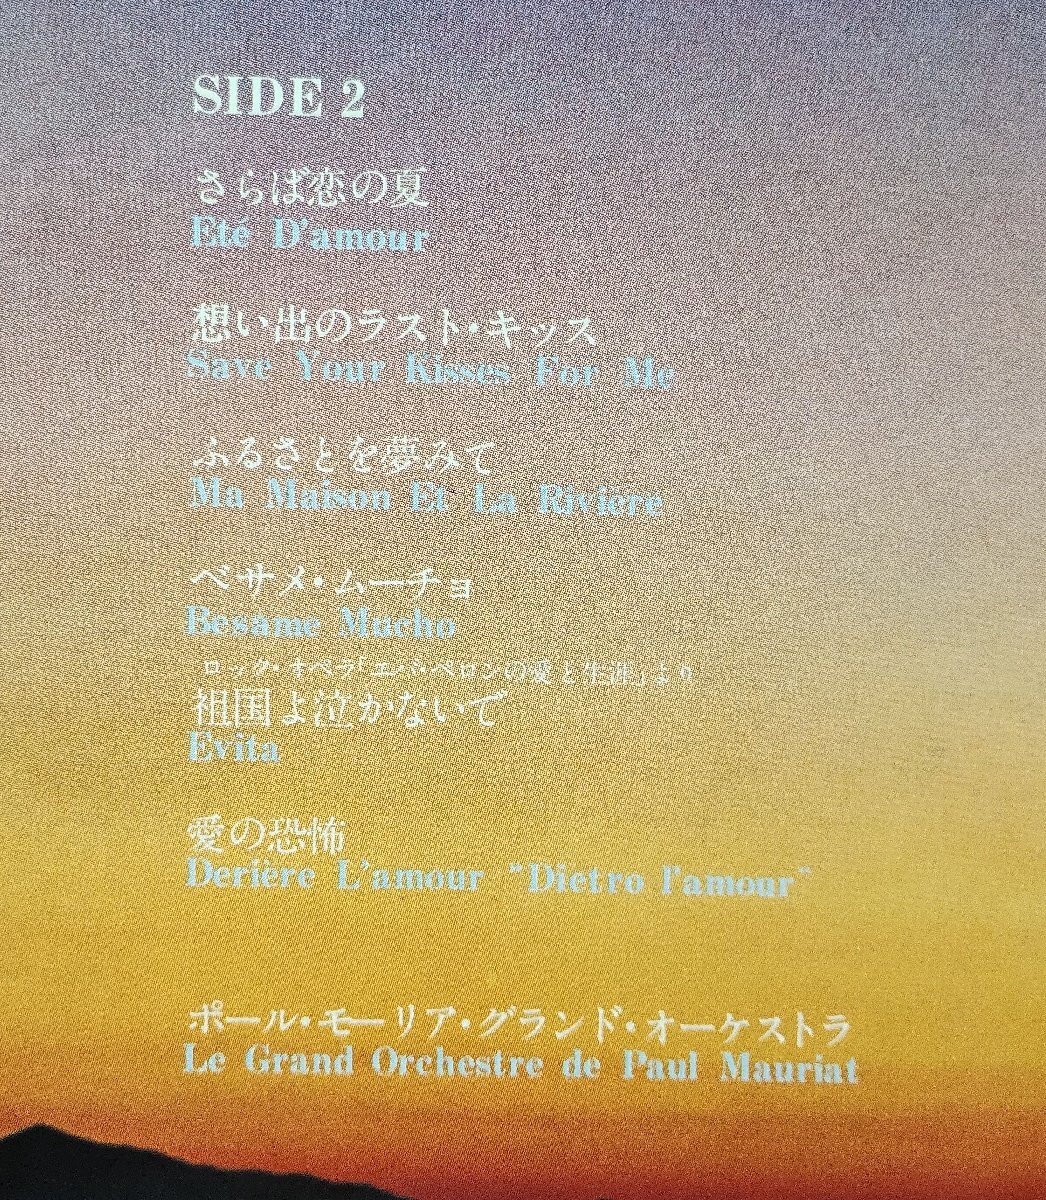 SIDE 2
さらば恋の夏
Eté D'amour
想い出のラスト・キッス
Save Your Kisses For Me
ふるさとを夢みて
Ma Maison Et La Rivière
ベサメ・ムーチョ
Besame Mucho
ロック・オペラ「エバ・ペロンの愛と生涯」より
祖国よ泣かないで
Evita
愛の恐怖
Derière L'amour "Dietro l'amour"
ポール・モーリア・グランド・オーケストラ
Le Grand Orchestre de Paul Mauriat